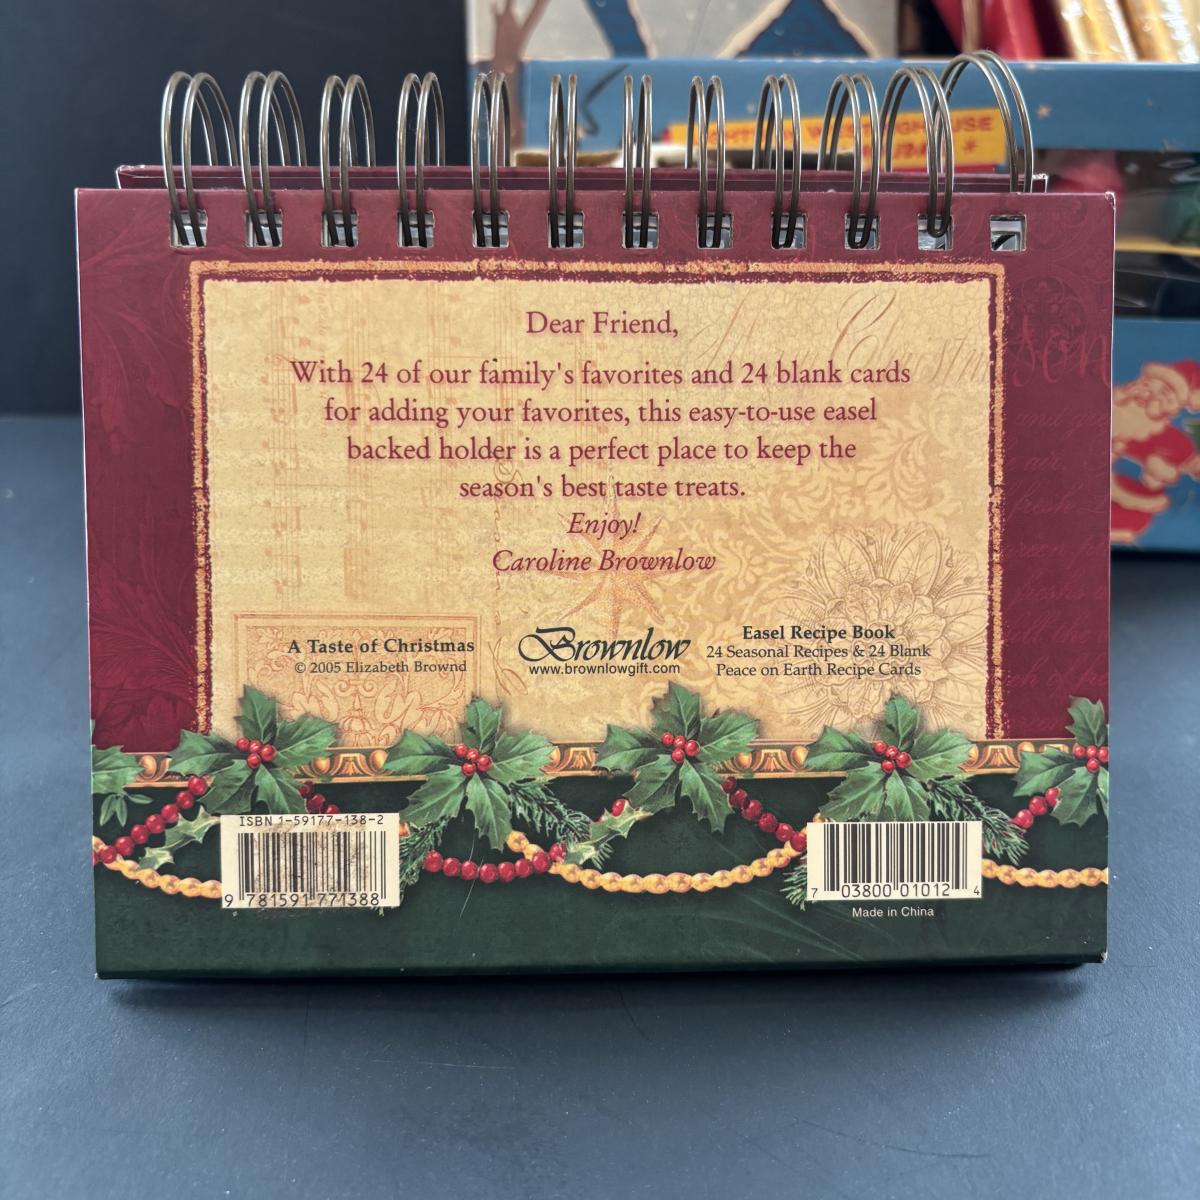 WESTINGHOUSE
Dear Friend,
With 24 of our family's favorites and 24 blank cards
for adding your favorites, this easy-to-use easel
backed holder is a perfect place to keep the
season's best taste treats.
Enjoy!
Caroline Brownlow
A Taste of Christmas
© 2005 Elizabeth Brownd
Brownlow
www.brownlowgift.com
Easel Recipe Book
24 Seasonal Recipes & 24 Blank
Peace on Earth Recipe Cards
ISBN 1-59177-138-2
9 781591 771388
7 03800 01012 4
Made in China